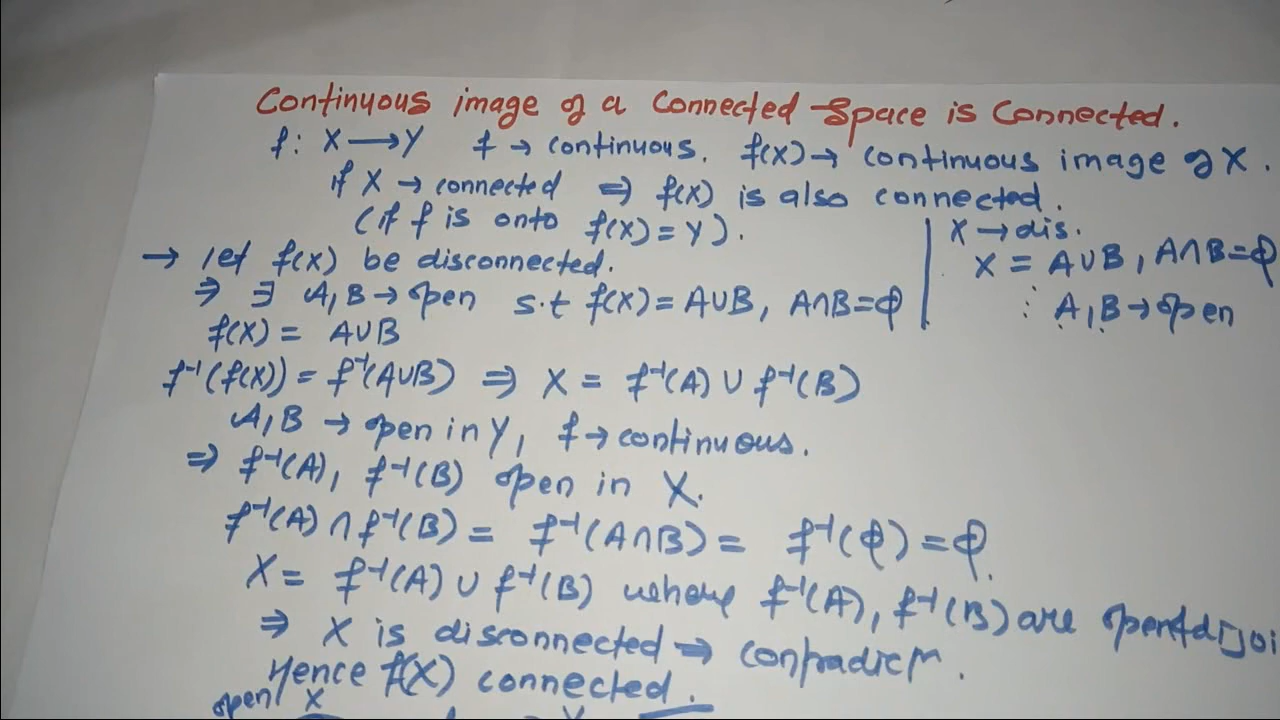 Continuous image of a Connected Space is Connected.
f: X → Y f → continuous. f(X) → continuous image of X.
if X → connected ⇒ f(X) is also connected.
(if f is onto f(X) = Y).
X → dis.
X = A∪B, A∩B=Φ
: A, B → open
→ let f(X) be disconnected.
⇒ ∃ A, B → open s.t f(X) = A∪B, A∩B=Φ
f(X) = A∪B
f⁻¹(f(X)) = f⁻¹(A∪B) ⇒ X = f⁻¹(A) ∪ f⁻¹(B)
A, B → open in Y, f → continuous.
⇒ f⁻¹(A), f⁻¹(B) open in X.
f⁻¹(A) ∩ f⁻¹(B) = f⁻¹(A∩B) = f⁻¹(Φ) = Φ.
X = f⁻¹(A) ∪ f⁻¹(B) where f⁻¹(A), f⁻¹(B) are open
⇒ X is disconnected →
Hence f(X) connected.
open X Y